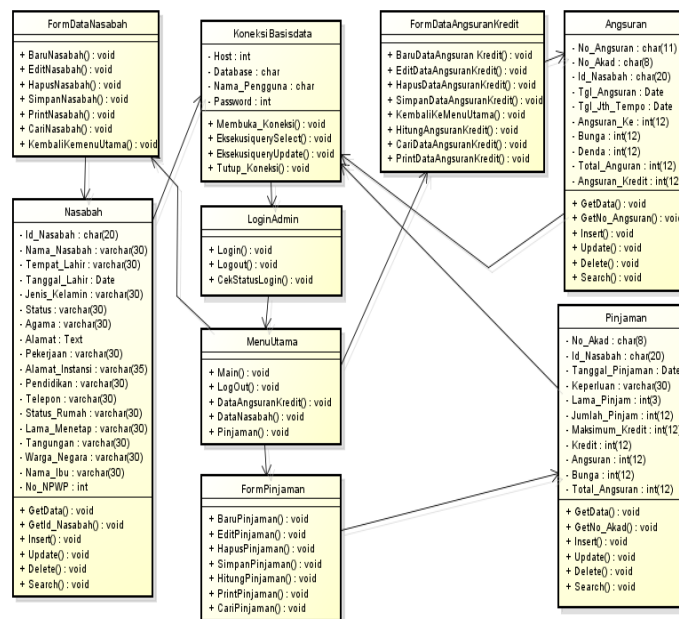 FormDataNasabah
+ BaruNasabah() : void
+ EditNasabah() : void
+ HapusNasabah() : void
+ SimpanNasabah() : void
+ PrintNasabah() : void
+ CariNasabah() : void
+ KembaliKemenuUtama() : void
KoneksiBasisdata
- Host : int
- Database : char
- Nama_Pengguna : char
- Password : int
+ Membuka_Koneksi() : void
+ EksekusiquerySelect() : void
+ EksekusiqueryUpdate() : void
+ Tutup_Koneksi() : void
FormDataAngsuranKredit
+ BaruDataAngsuran Kredit() : void
+ EditDataAngsuranKredit() : void
+ HapusDataAngsuranKredit() : void
+ SimpanDataAngsuranKredit() : void
+ KembaliKeMenuUtama() : void
+ HitungAngsuranKredit() : void
+ CariDataAngsuranKredit() : void
+ PrintDataAngsuranKredit() : void
Angsuran
- No_Angsuran : char(11)
- No_Akad : char(8)
- Id_Nasabah : char(20)
- Tgl_Angsuran : Date
- Tgl_Jth_Tempo : Date
- Angsuran_Ke : int(12)
- Bunga : int(12)
- Denda : int(12)
- Total_Anguran : int(12)
- Angsuran_Kredit : int(12
+ GetData() : void
+ GetNo_Angsuran() : void
+ Insert() : void
+ Update() : void
+ Delete() : void
+ Search() : void
Nasabah
- Id_Nasabah : char(20)
- Nama_Nasabah : varchar(30)
- Tempat_Lahir : varchar(30)
- Tanggal_Lahir : Date
- Jenis_Kelamin : varchar(30)
- Status : varchar(30)
- Agama : varchar(30)
- Alamat : Text
- Pekerjaan : varchar(30)
- Alamat_Instansi : varchar(35)
- Pendidikan : varchar(30)
- Telepon : varchar(30)
- Status_Rumah : varchar(30)
- Lama_Menetap : varchar(30)
- Tangungan : varchar(30)
- Warga_Negara : varchar(30)
- Nama_Ibu : varchar(30)
- No_NPWP : int
+ GetData() : void
+ GetId_Nasabah() : void
+ Insert() : void
+ Update() : void
+ Delete() : void
+ Search() : void
LoginAdmin
+ Login() : void
+ Logout() : void
+ CekStatusLogin() : void
MenuUtama
+ Main() : void
+ LogOut() : void
+ DataAngsuranKredit() : void
+ DataNasabah() : void
+ Pinjaman() : void
FormPinjaman
+ BaruPinjaman() : void
+ EditPinjaman() : void
+ HapusPinjaman() : void
+ SimpanPinjaman() : void
+ HitungPinjaman() : void
+ PrintPinjaman() : void
+ CariPinjaman() : void
Pinjaman
- No_Akad : char(8)
- Id_Nasabah : char(20)
- Tanggal_Pinjaman : Date
- Keperluan : varchar(30)
- Lama_Pinjam : int(3)
- Jumlah_Pinjam : int(12)
- Maksimum_Kredit : int(12)
- Kredit : int(12)
- Angsuran : int(12)
- Bunga : int(12)
- Total_Angsuran : int(12)
+ GetData() : void
+ GetNo_Akad() : void
+ Insert() : void
+ Update() : void
+ Delete() : void
+ Search() : void